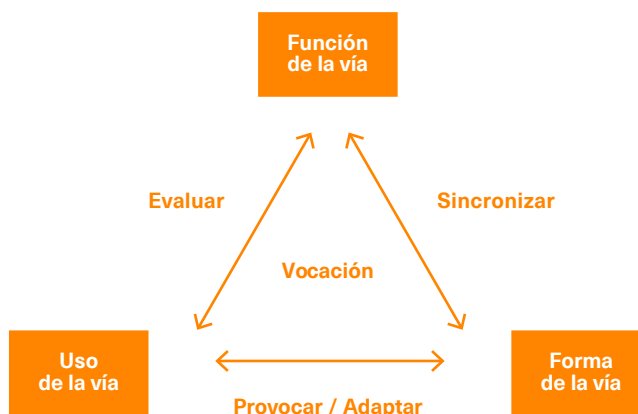 Función
de la vía
Evaluar
Sincronizar
Vocación
Uso
de la vía
Forma
de la vía
Provocar / Adaptar